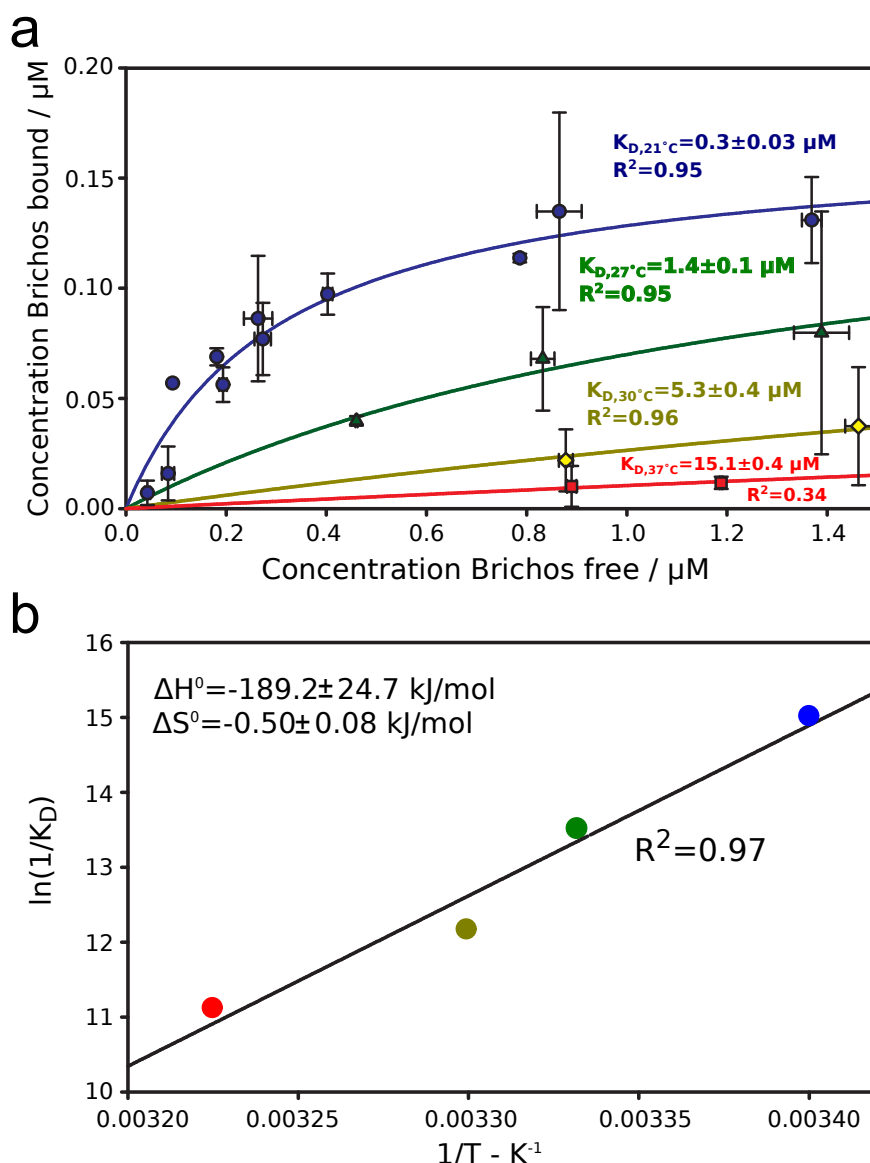 a
Concentration Brichos bound / µM
0.20
0.15
0.10
0.05
0.00
K_D,21°C=0.3±0.03 µM
R²=0.95
K_D,27°C=1.4±0.1 µM
R²=0.95
K_D,30°C=5.3±0.4 µM
R²=0.96
K_D,37°C=15.1±0.4 µM
R²=0.34
0.0 0.2 0.4 0.6 0.8 1.0 1.2 1.4
Concentration Brichos free / µM
b
ln(1/K_D)
16
15
14
13
12
11
10
ΔH⁰=-189.2±24.7 kJ/mol
ΔS⁰=-0.50±0.08 kJ/mol
R²=0.97
0.00320 0.00325 0.00330 0.00335 0.00340
1/T - K⁻¹